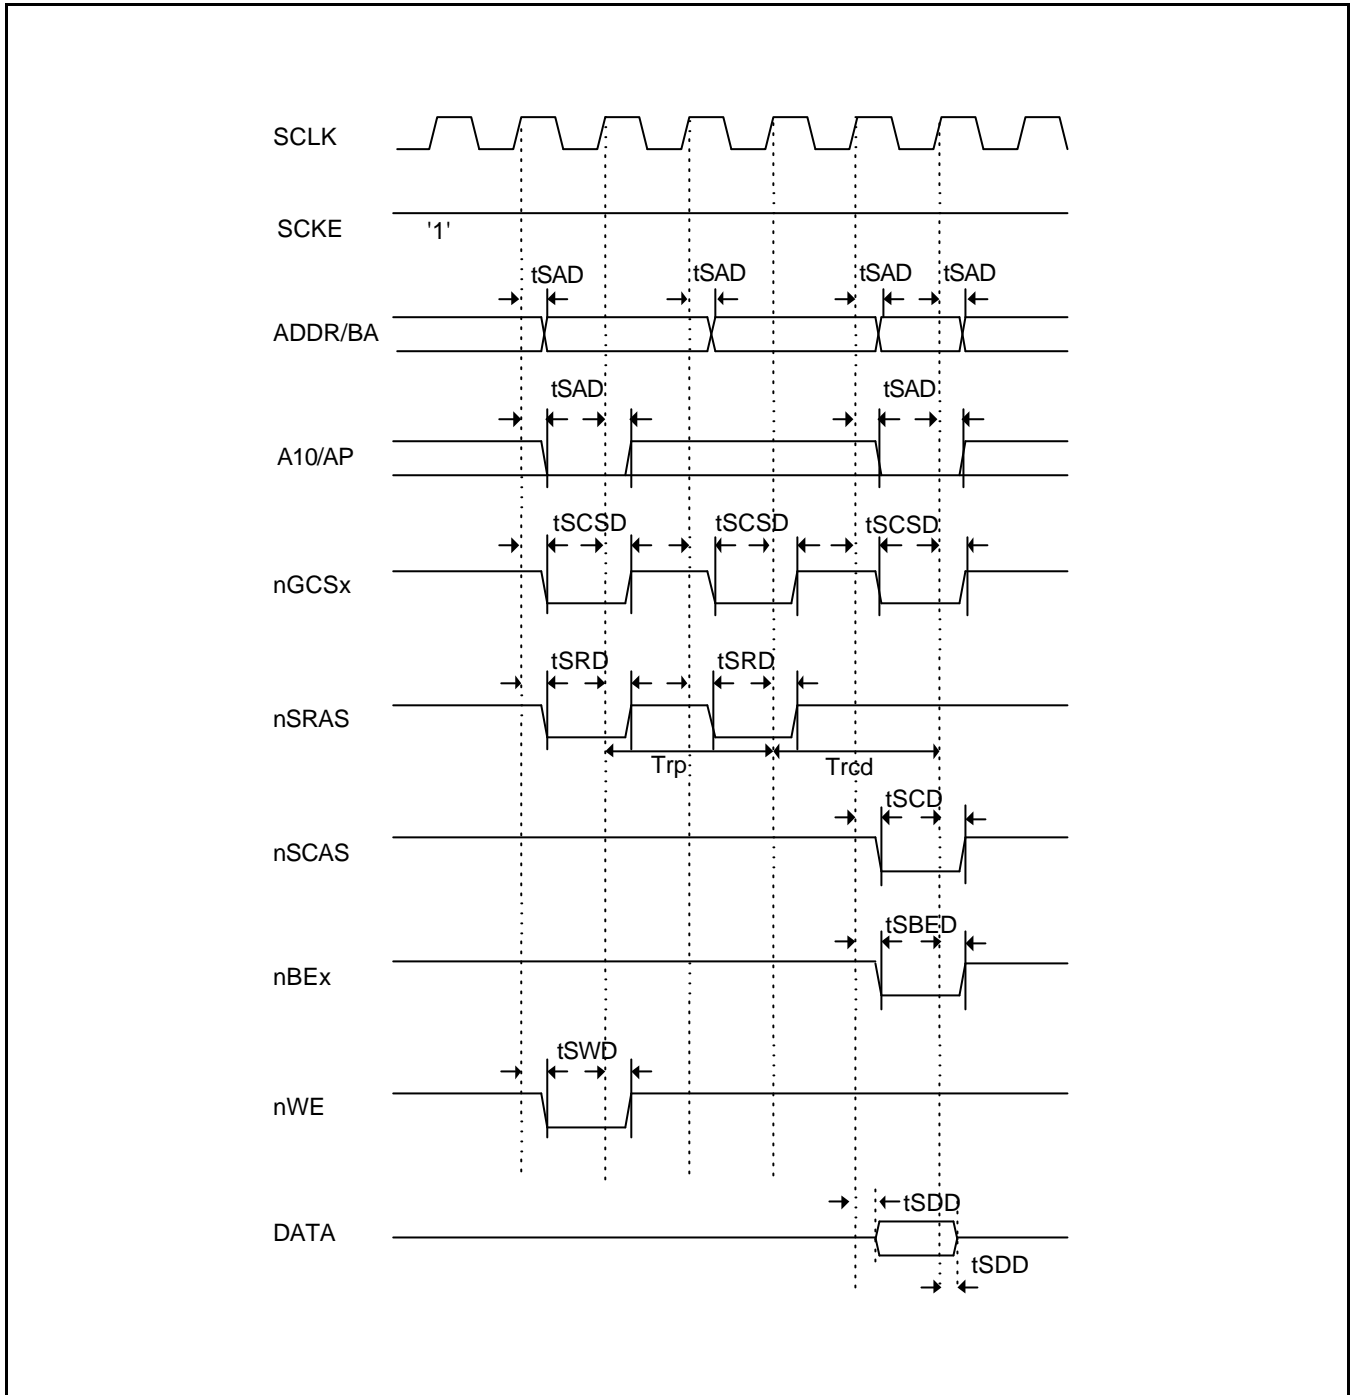 SCLK
SCKE '1'
tSAD tSAD tSAD tSAD
ADDR/BA
tSAD tSAD
A10/AP
tSCSD tSCSD tSCSD
nGCSx
tSRD tSRD
nSRAS
Trp Trcd
tSCD
nSCAS
tSBED
nBEx
tSWD
nWE
tSDD
DATA
tSDD